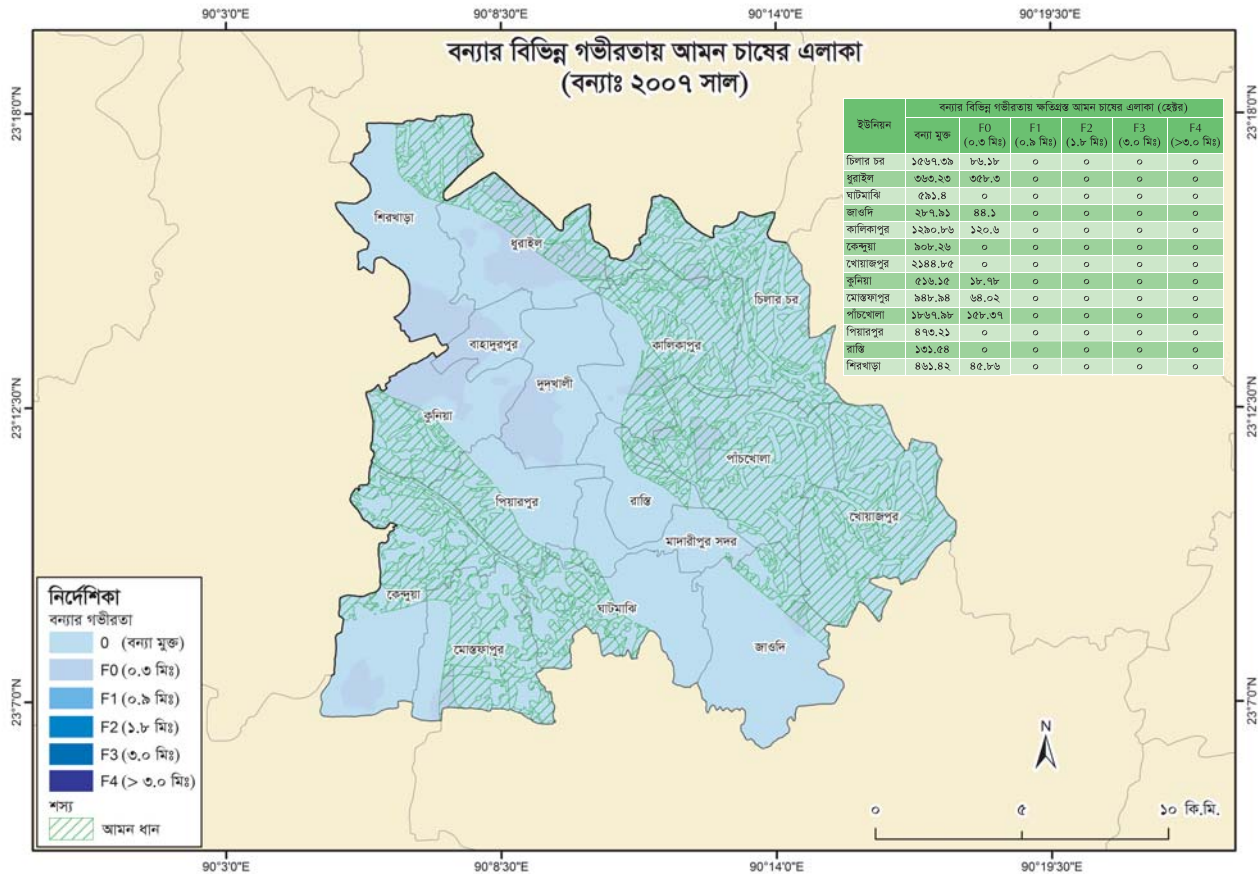 90°3'0"E 90°8'30"E 90°14'0"E 90°19'30"E
বন্যার বিভিন্ন গভীরতায় আমন চাষের এলাকা
(বন্যাঃ ২০০৭ সাল)
23°18'0"N 23°18'0"N
বন্যার বিভিন্ন গভীরতায় ক্ষতিগ্রস্ত আমন চাষের এলাকা (হেক্টর)
ইউনিয়ন বন্যা মুক্ত F0 (০.৩ মিঃ) F1 (০.৯ মিঃ) F2 (১.৮ মিঃ) F3 (৩.০ মিঃ) F4 (>৩.০ মিঃ)
চিলার চর ১৫৬৭.৩৯ ৮৬.১৮ ০ ০ ০ ০
ধুরাইল ৩৬৩.২৩ ৩৫৮.৩ ০ ০ ০ ০
ঘাটমাঝি ৫৯১.৪ ০ ০ ০ ০ ০
জাওদি ২৮৭.৯১ ৪৪.১ ০ ০ ০ ০
কালিকাপুর ১২৯০.৮৬ ১২০.৬ ০ ০ ০ ০
কেন্দুয়া ৯০৮.২৬ ০ ০ ০ ০ ০
খোয়াজপুর ২১৪৪.৮৫ ০ ০ ০ ০ ০
কুনিয়া ৫১৬.১৫ ১৮.৭৮ ০ ০ ০ ০
মোস্তফাপুর ৯৪৮.৯৪ ৬৪.০২ ০ ০ ০ ০
পাঁচখোলা ১৮৬৭.৯৮ ১৫৮.৩৭ ০ ০ ০ ০
পিয়ারপুর ৪৭৩.২১ ০ ০ ০ ০ ০
রাস্তি ১৩১.৫৪ ০ ০ ০ ০ ০
শিরখাড়া ৪৬১.৪২ ৪৫.৮৬ ০ ০ ০ ০
শিরখাড়া
ধুরাইল
চিলার চর
বাহাদুরপুর
কালিকাপুর
দুদখালী
23°12'30"N 23°12'30"N
কুনিয়া
পাঁচখোলা
পিয়ারপুর
রাস্তি
খোয়াজপুর
মাদারীপুর সদর
কেন্দুয়া
ঘাটমাঝি
মোস্তফাপুর
জাওদি
23°7'0"N 23°7'0"N
নির্দেশিকা
বন্যার গভীরতা
0 (বন্যা মুক্ত)
F0 (০.৩ মিঃ)
F1 (০.৯ মিঃ)
F2 (১.৮ মিঃ)
F3 (৩.০ মিঃ)
F4 (> ৩.০ মিঃ)
শস্য
আমন ধান
N
০ ৫ ১০ কি.মি.
90°3'0"E 90°8'30"E 90°14'0"E 90°19'30"E